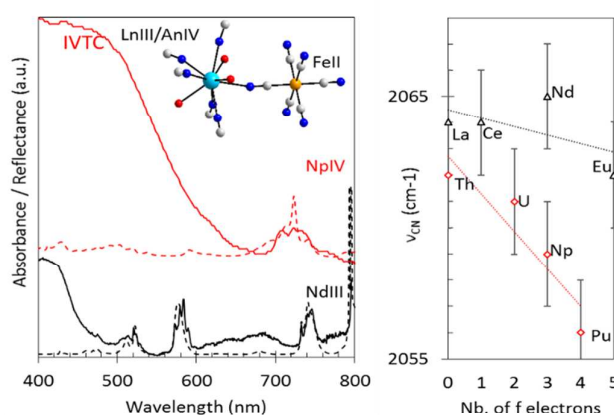 IVTC
LnIII/AnIV
FeII
NpIV
NdIII
Absorbance / Reflectance (a.u.)
400 500 600 700 800
Wavelength (nm)
νCN (cm-1)
2065
2055
La
Ce
Nd
Eu
Th
U
Np
Pu
0 1 2 3 4 5
Nb. of f electrons